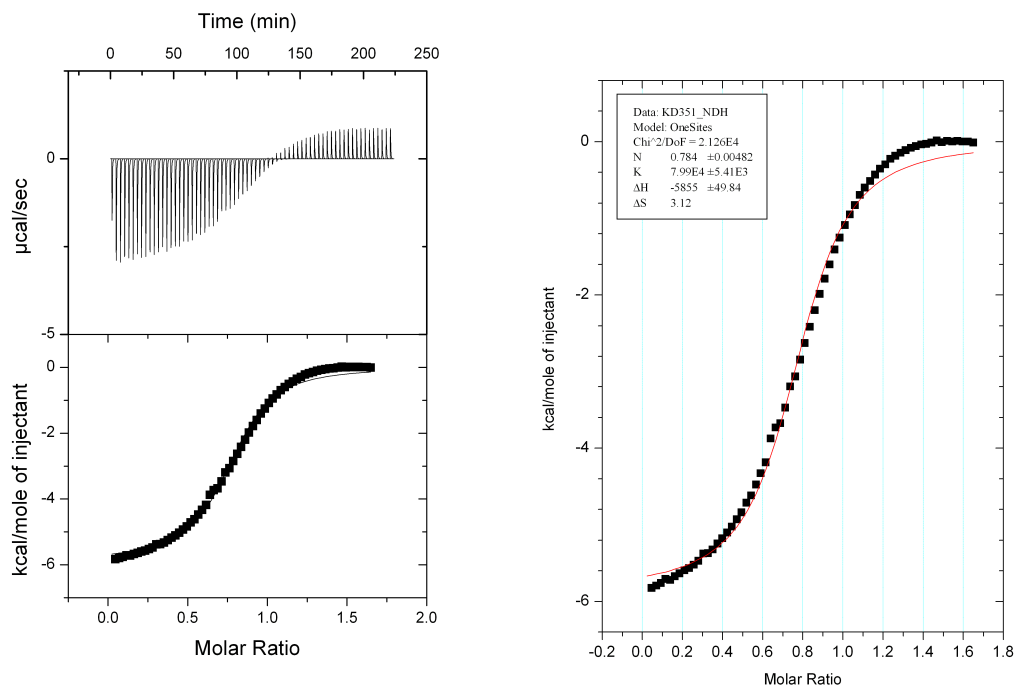 Time (min)
0 50 100 150 200 250
0
-5
µcal/sec
0
-2
-4
-6
kcal/mole of injectant
0.0 0.5 1.0 1.5 2.0
Molar Ratio
Data: KD351_NDH
Model: OneSites
Chi^2/DoF = 2.126E4
N 0.784 ±0.00482
K 7.99E4 ±5.41E3
ΔH -5855 ±49.84
ΔS 3.12
0
-2
-4
-6
kcal/mole of injectant
-0.2 0.0 0.2 0.4 0.6 0.8 1.0 1.2 1.4 1.6 1.8
Molar Ratio